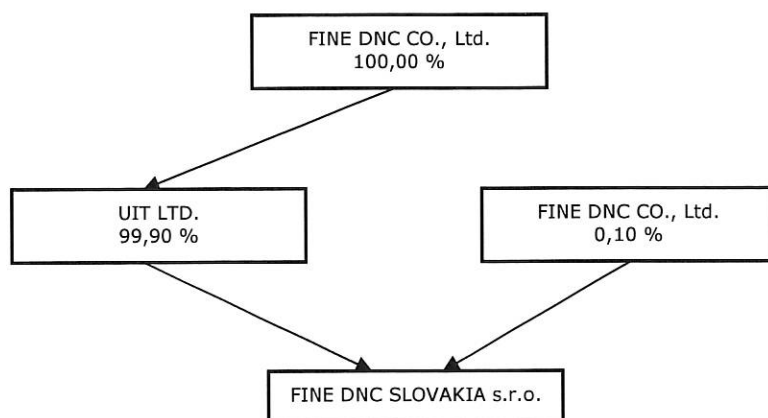 FINE DNC CO., Ltd.
100,00 %
UIT LTD.
99,90 %
FINE DNC CO., Ltd.
0,10 %
FINE DNC SLOVAKIA s.r.o.